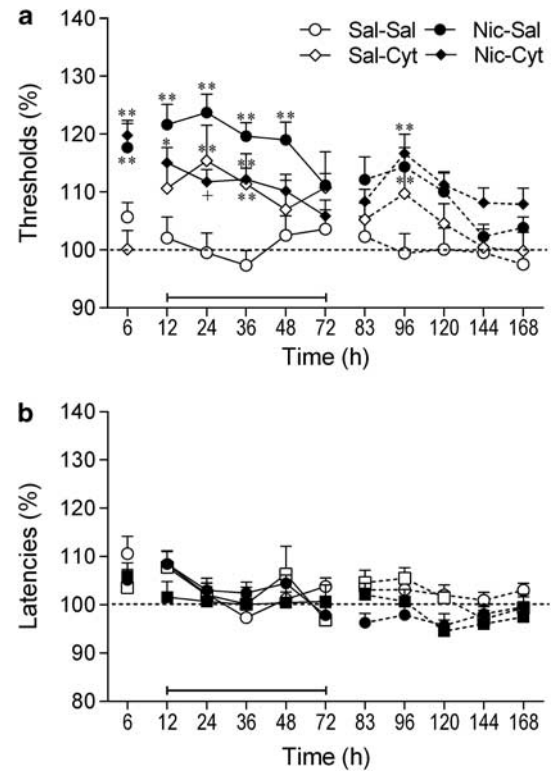 a
140
Sal-Sal
Nic-Sal
Sal-Cyt
Nic-Cyt
130
120
110
100
90
Thresholds (%)
** ** ** ** ** **
** * ** ** **
** +
6 12 24 36 48 72 83 96 120 144 168
Time (h)
b
140
130
120
110
100
90
80
Latencies (%)
6 12 24 36 48 72 83 96 120 144 168
Time (h)